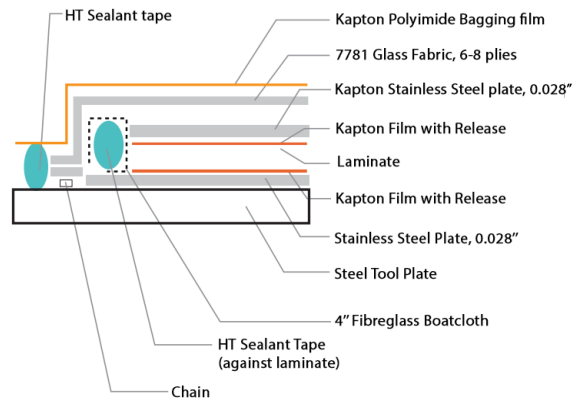 HT Sealant tape
Kapton Polyimide Bagging film
7781 Glass Fabric, 6-8 plies
Kapton Stainless Steel plate, 0.028”
Kapton Film with Release
Laminate
Kapton Film with Release
Stainless Steel Plate, 0.028”
Steel Tool Plate
4” Fibreglass Boatcloth
HT Sealant Tape
(against laminate)
Chain